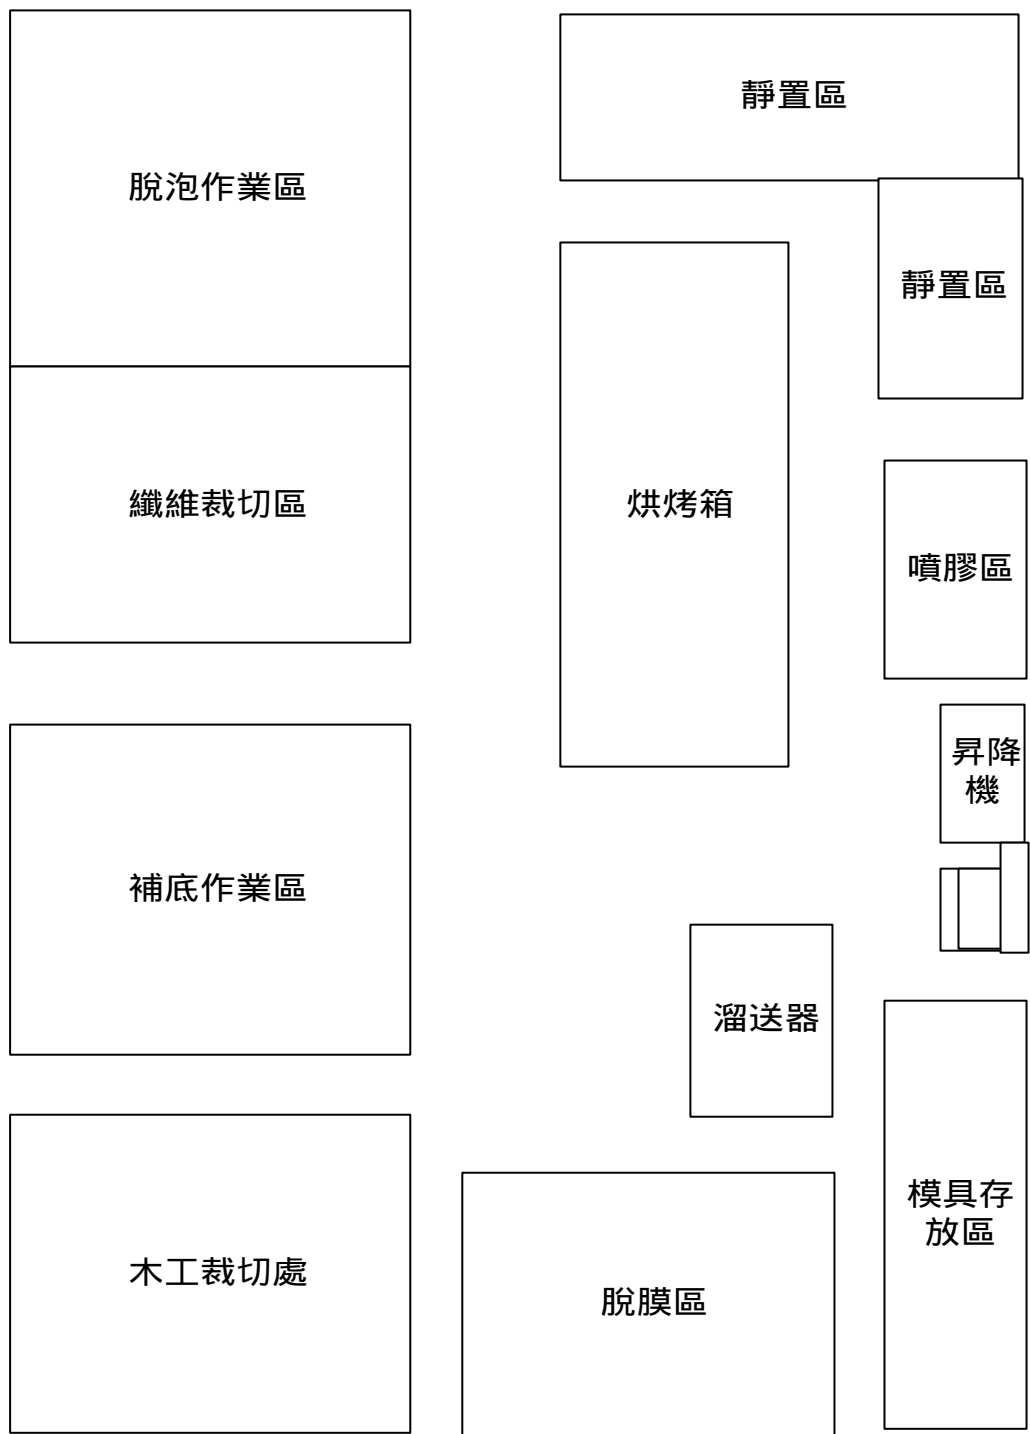 靜置區
脫泡作業區
靜置區
纖維裁切區
烘烤箱
噴膠區
昇降
機
補底作業區
溜送器
模具存
放區
木工裁切處
脫膜區